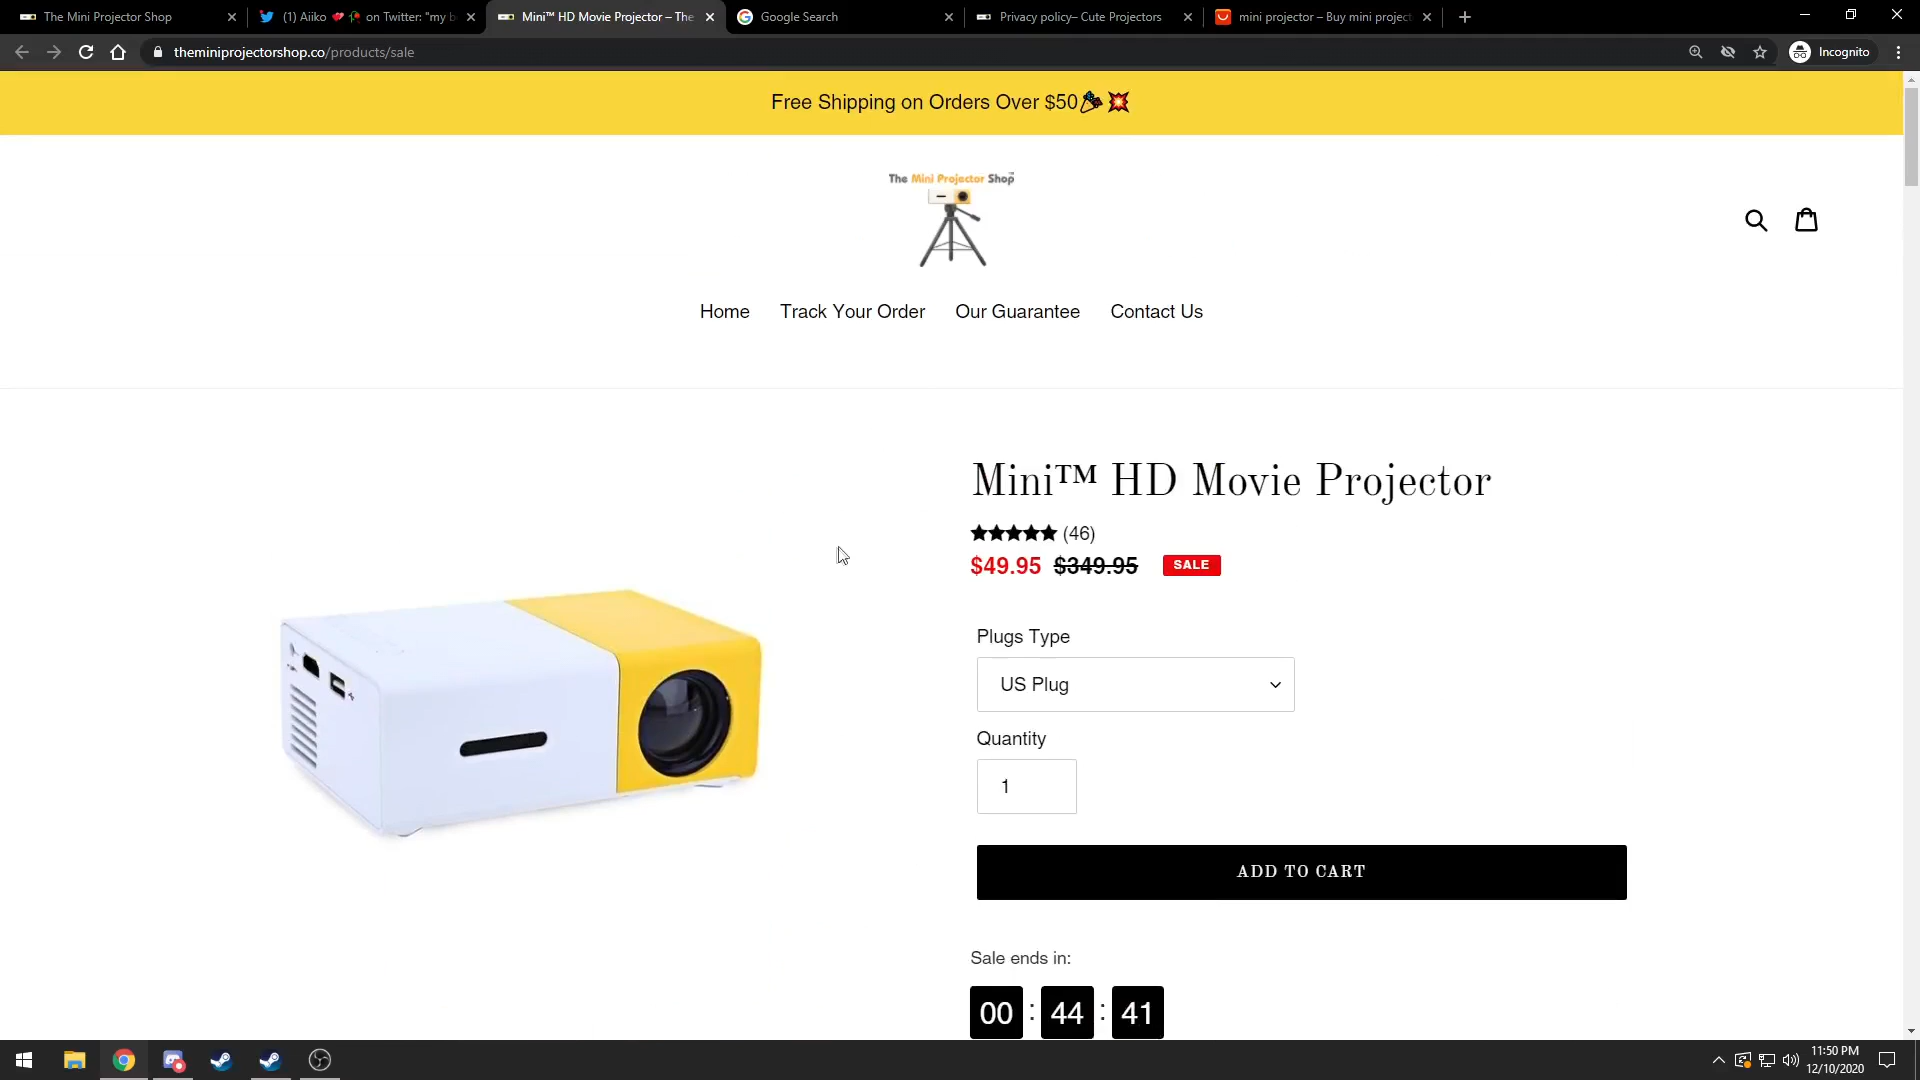 The Mini Projector Shop
(1) Aiiko 💔🥀 on Twitter: "my b
Mini™ HD Movie Projector – The
Google Search
Privacy policy– Cute Projectors
mini projector – Buy mini project
theminiprojectorshop.co/products/sale
Incognito
Free Shipping on Orders Over $50🎉💥
The Mini Projector Shop™
Home Track Your Order Our Guarantee Contact Us
Mini™ HD Movie Projector
★★★★★ (46)
$49.95 $349.95 SALE
Plugs Type
US Plug
Quantity
1
ADD TO CART
Sale ends in:
00 : 44 : 41
11:50 PM
12/10/2020